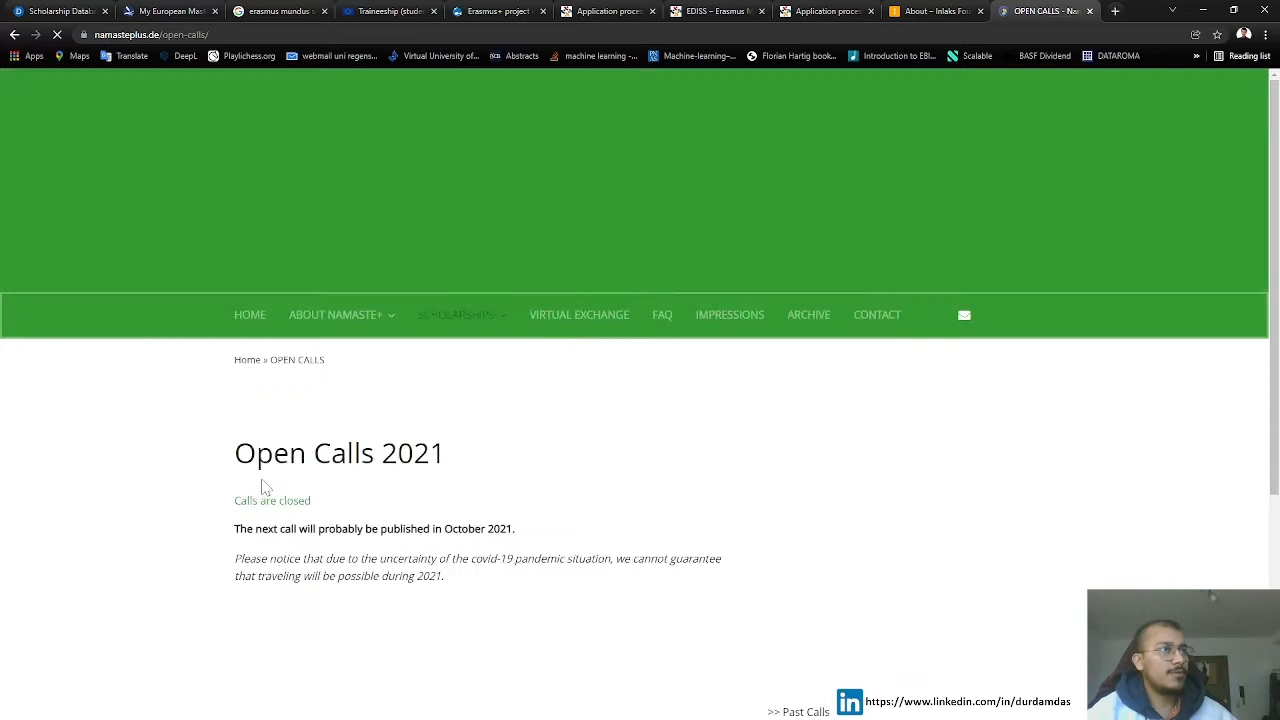 Scholarship Datab...
My European Mast...
erasmus mundus s
Traineeship (stude
Erasmus+ project
Application proces
EDISS – Erasmus M
Application proces
About – Inlaks Fou
OPEN CALLS - Na
namasteplus.de/open-calls/
Apps
Maps
Translate
DeepL
Playlichess.org
webmail uni regens...
Virtual University of...
Abstracts
machine learning -...
Machine-learning–...
Florian Hartig book...
Introduction to EBI...
Scalable
BASF Dividend
DATAROMA
»
Reading list
HOME ABOUT NAMASTE+ SCHOLARSHIPS VIRTUAL EXCHANGE FAQ IMPRESSIONS ARCHIVE CONTACT
Home » OPEN CALLS
Open Calls 2021
Calls are closed
The next call will probably be published in October 2021.
Please notice that due to the uncertainty of the covid-19 pandemic situation, we cannot guarantee
that traveling will be possible during 2021.
>> Past Calls
in https://www.linkedin.com/in/durdamdas